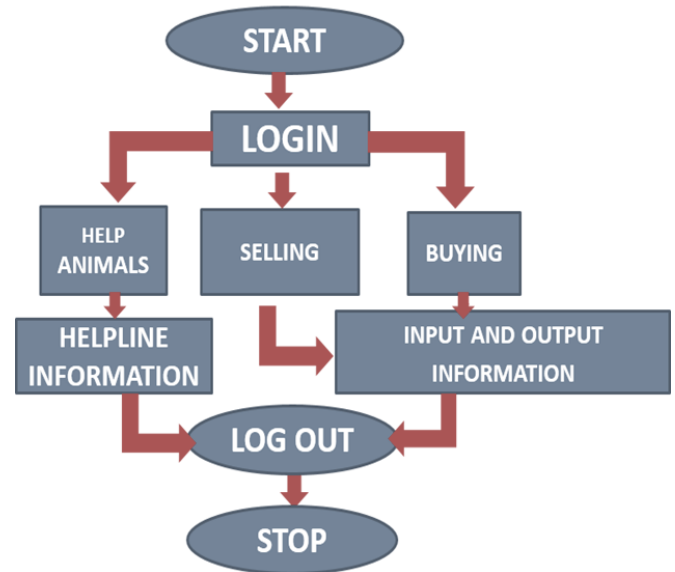 START
LOGIN
HELP
ANIMALS
SELLING
BUYING
HELPLINE
INFORMATION
INPUT AND OUTPUT
INFORMATION
LOG OUT
STOP